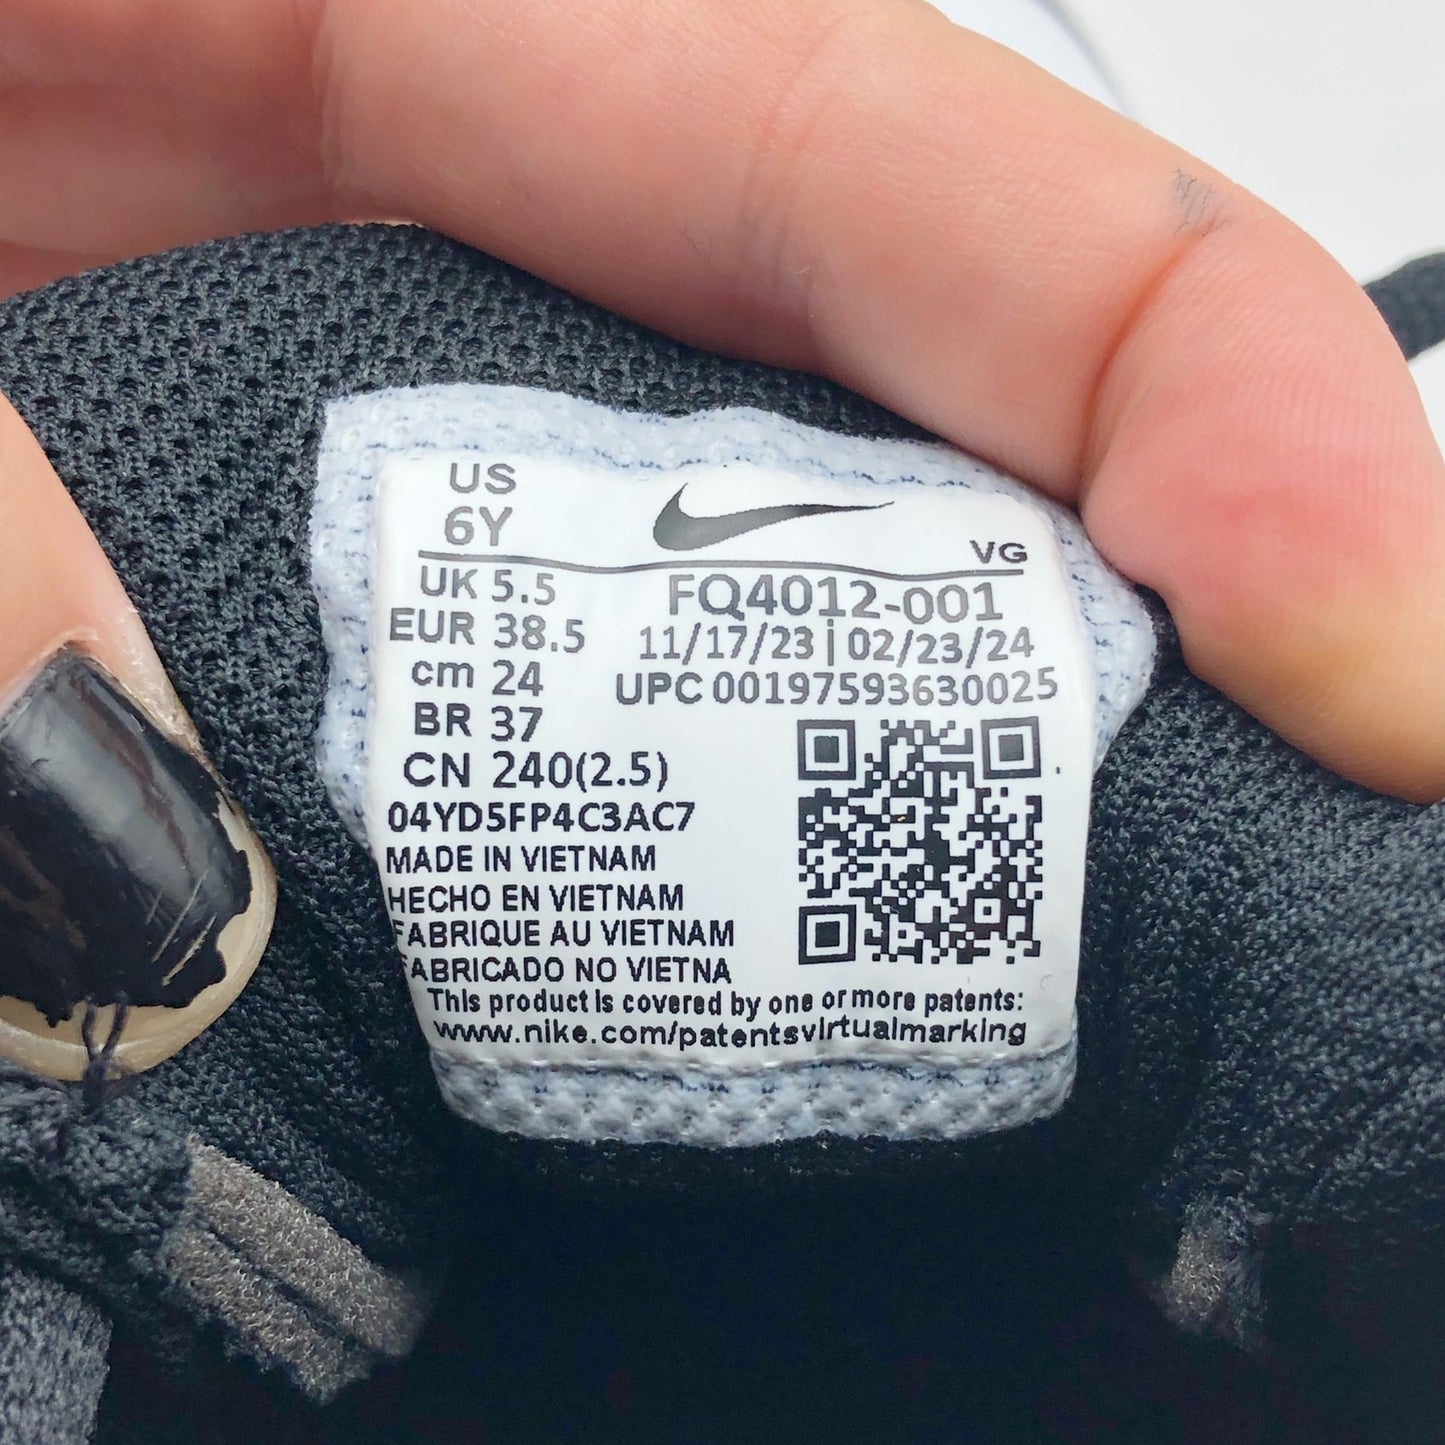 US
6Y
VG
UK 5.5
EUR 38.5
cm 24
BR 37
CN 240(2.5)
FQ4012-001
11/17/23 | 02/23/24
UPC 00197593630025
04YD5FP4C3AC7
MADE IN VIETNAM
HECHO EN VIETNAM
FABRIQUE AU VIETNAM
FABRICADO NO VIETNA
This product is covered by one or more patents:
www.nike.com/patentsvirtualmarking